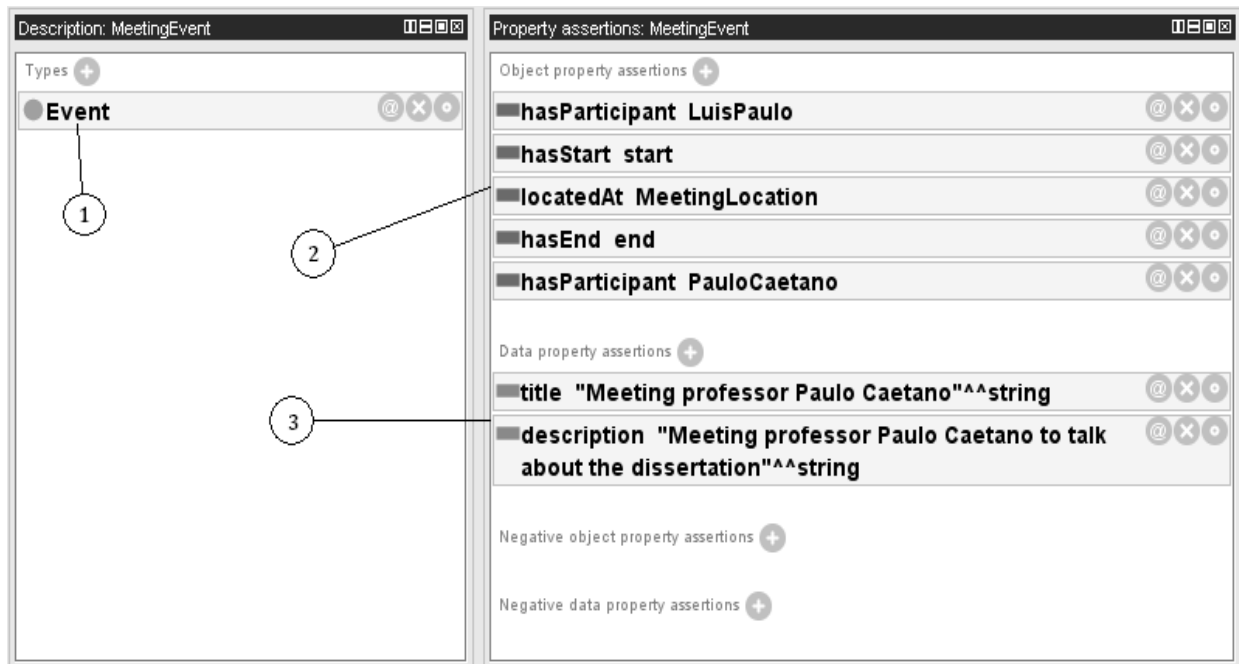 Description: MeetingEvent
Types
Event
1
2
3
Property assertions: MeetingEvent
Object property assertions
hasParticipant LuisPaulo
hasStart start
locatedAt MeetingLocation
hasEnd end
hasParticipant PauloCaetano
Data property assertions
title "Meeting professor Paulo Caetano"^^string
description "Meeting professor Paulo Caetano to talk
about the dissertation"^^string
Negative object property assertions
Negative data property assertions